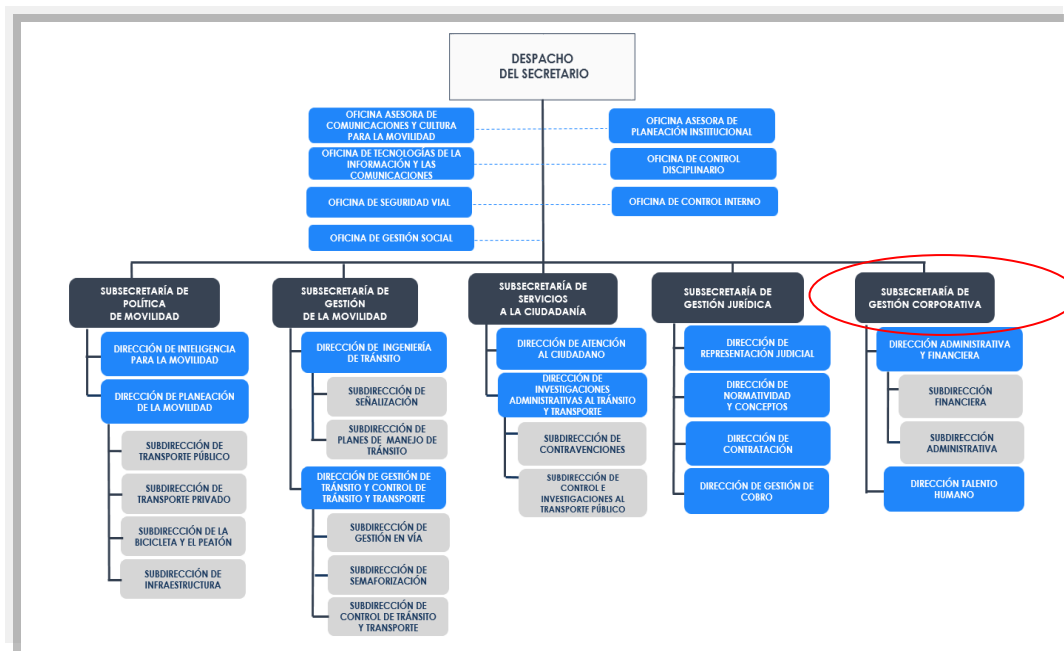 DESPACHO
DEL SECRETARIO
OFICINA ASESORA DE
COMUNICACIONES Y CULTURA
PARA LA MOVILIDAD
OFICINA ASESORA DE
PLANEACIÓN INSTITUCIONAL
OFICINA DE TECNOLOGÍAS DE LA
INFORMACIÓN Y LAS
COMUNICACIONES
OFICINA DE CONTROL
DISCIPLINARIO
OFICINA DE SEGURIDAD VIAL
OFICINA DE CONTROL INTERNO
OFICINA DE GESTIÓN SOCIAL
SUBSECRETARÍA DE
POLÍTICA
DE MOVILIDAD
DIRECCIÓN DE INTELIGENCIA
PARA LA MOVILIDAD
DIRECCIÓN DE PLANEACIÓN
DE LA MOVILIDAD
SUBDIRECCIÓN DE
TRANSPORTE PÚBLICO
SUBDIRECCIÓN DE
TRANSPORTE PRIVADO
SUBDIRECCIÓN DE LA
BICICLETA Y EL PEATÓN
SUBDIRECCIÓN DE
INFRAESTRUCTURA
SUBSECRETARÍA DE
GESTIÓN
DE LA MOVILIDAD
DIRECCIÓN DE INGENIERÍA
DE TRÁNSITO
SUBDIRECCIÓN DE
SEÑALIZACIÓN
SUBDIRECCIÓN DE
PLANES DE MANEJO DE
TRÁNSITO
DIRECCIÓN DE GESTIÓN DE
TRÁNSITO Y CONTROL DE
TRÁNSITO Y TRANSPORTE
SUBDIRECCIÓN DE
GESTIÓN EN VÍA
SUBDIRECCIÓN DE
SEMAFORIZACIÓN
SUBDIRECCIÓN DE
CONTROL DE TRÁNSITO
Y TRANSPORTE
SUBSECRETARÍA DE
SERVICIOS
A LA CIUDADANÍA
DIRECCIÓN DE ATENCIÓN
AL CIUDADANO
DIRECCIÓN DE
INVESTIGACIONES
ADMINISTRATIVAS AL TRÁNSITO
Y TRANSPORTE
SUBDIRECCIÓN DE
CONTRAVENCIONES
SUBDIRECCIÓN DE
CONTROL E
INVESTIGACIONES AL
TRANSPORTE PÚBLICO
SUBSECRETARÍA DE
GESTIÓN JURÍDICA
DIRECCIÓN DE
REPRESENTACIÓN JUDICIAL
DIRECCIÓN DE
NORMATIVIDAD
Y CONCEPTOS
DIRECCIÓN DE
CONTRATACIÓN
DIRECCIÓN DE GESTIÓN DE
COBRO
SUBSECRETARÍA DE
GESTIÓN CORPORATIVA
DIRECCIÓN ADMINISTRATIVA
Y FINANCIERA
SUBDIRECCIÓN
FINANCIERA
SUBDIRECCIÓN
ADMINISTRATIVA
DIRECCIÓN TALENTO
HUMANO